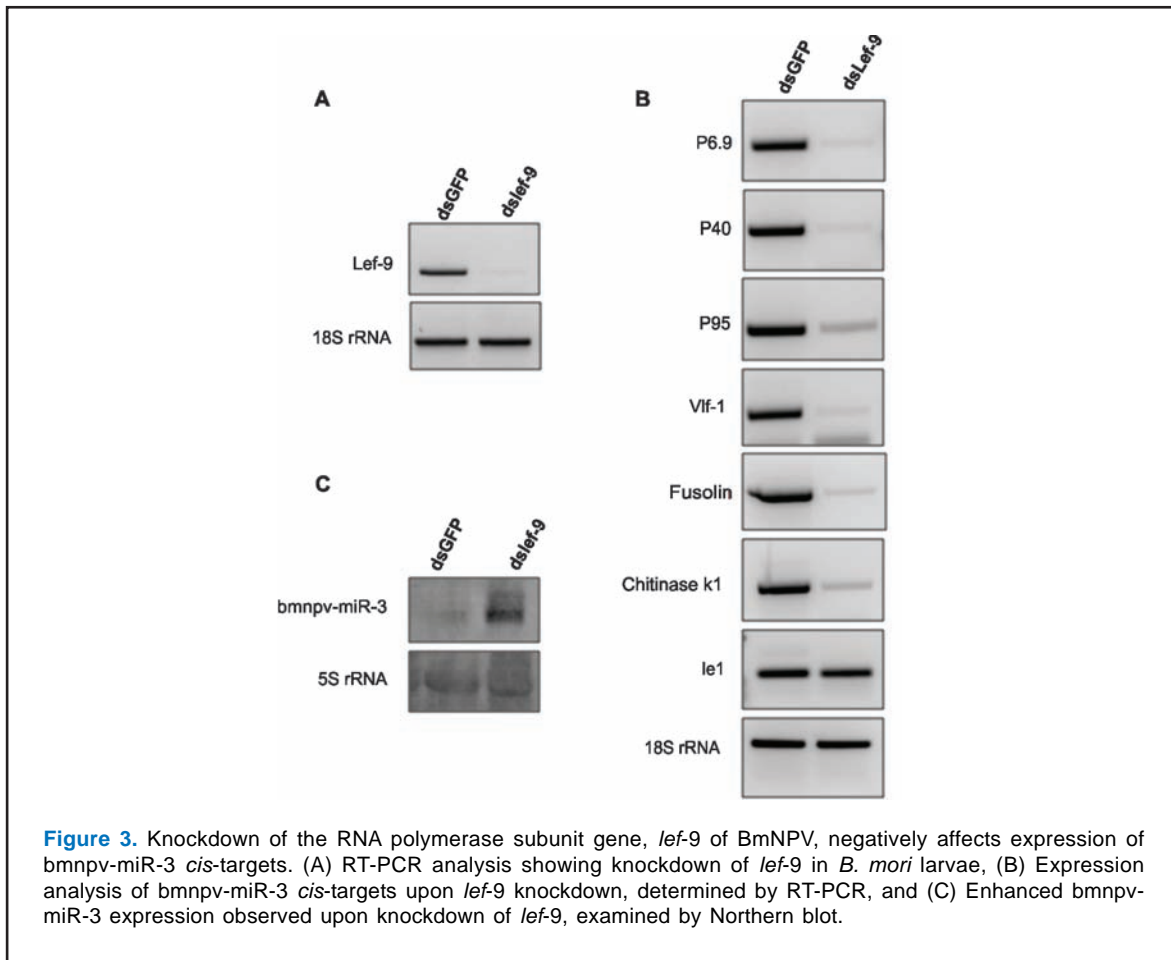 A
dsGFP
dslef-9
Lef-9
18S rRNA
B
dsGFP
dsLef-9
P6.9
P40
P95
Vlf-1
Fusolin
Chitinase k1
Ie1
18S rRNA
C
dsGFP
dslef-9
bmnpv-miR-3
5S rRNA
Figure 3. Knockdown of the RNA polymerase subunit gene, lef-9 of BmNPV, negatively affects expression of
bmnpv-miR-3 cis-targets. (A) RT-PCR analysis showing knockdown of lef-9 in B. mori larvae, (B) Expression
analysis of bmnpv-miR-3 cis-targets upon lef-9 knockdown, determined by RT-PCR, and (C) Enhanced bmnpv-
miR-3 expression observed upon knockdown of lef-9, examined by Northern blot.